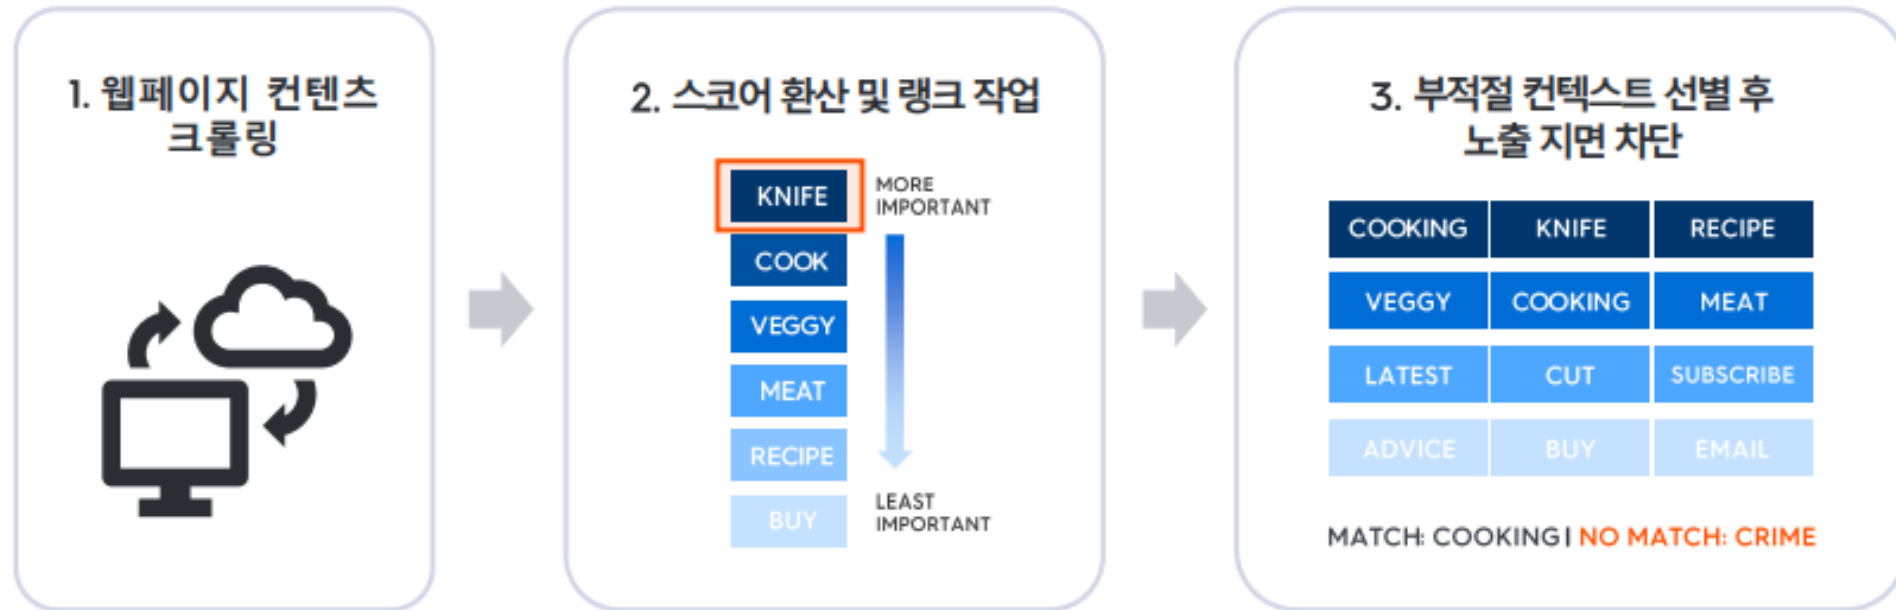 1. 웹페이지 컨텐츠
크롤링
2. 스코어 환산 및 랭크 작업
KNIFE
COOK
VEGGY
MEAT
RECIPE
BUY
MORE
IMPORTANT
LEAST
IMPORTANT
3. 부적절 컨텍스트 선별 후
노출 지면 차단
COOKING KNIFE RECIPE
VEGGY COOKING MEAT
LATEST CUT SUBSCRIBE
ADVICE BUY EMAIL
MATCH: COOKING | NO MATCH: CRIME